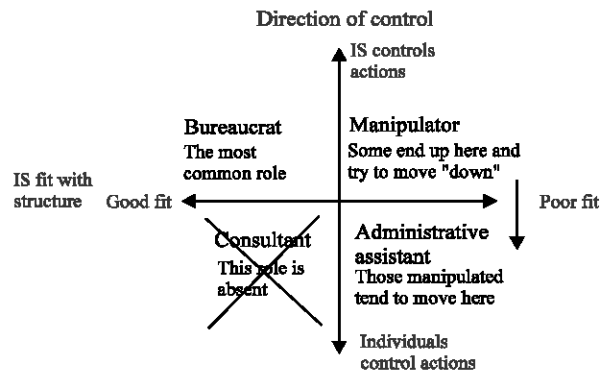 Direction of control
IS controls
actions
Bureaucrat
The most
common role
Manipulator
Some end up here and
try to move "down"
IS fit with
structure
Good fit
Poor fit
Consultant
This role is
absent
Administrative
assistant
Those manipulated
tend to move here
Individuals
control actions